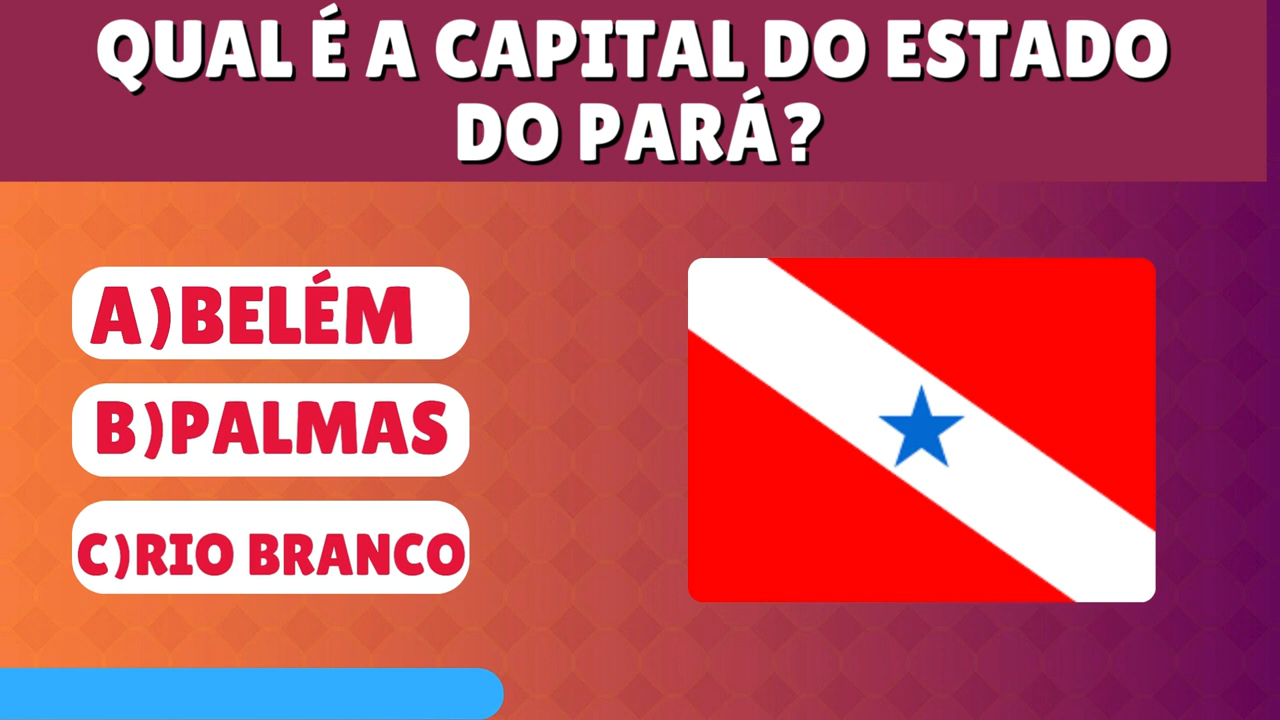 QUAL É A CAPITAL DO ESTADO
DO PARÁ?
A)BELÉM
B)PALMAS
C)RIO BRANCO